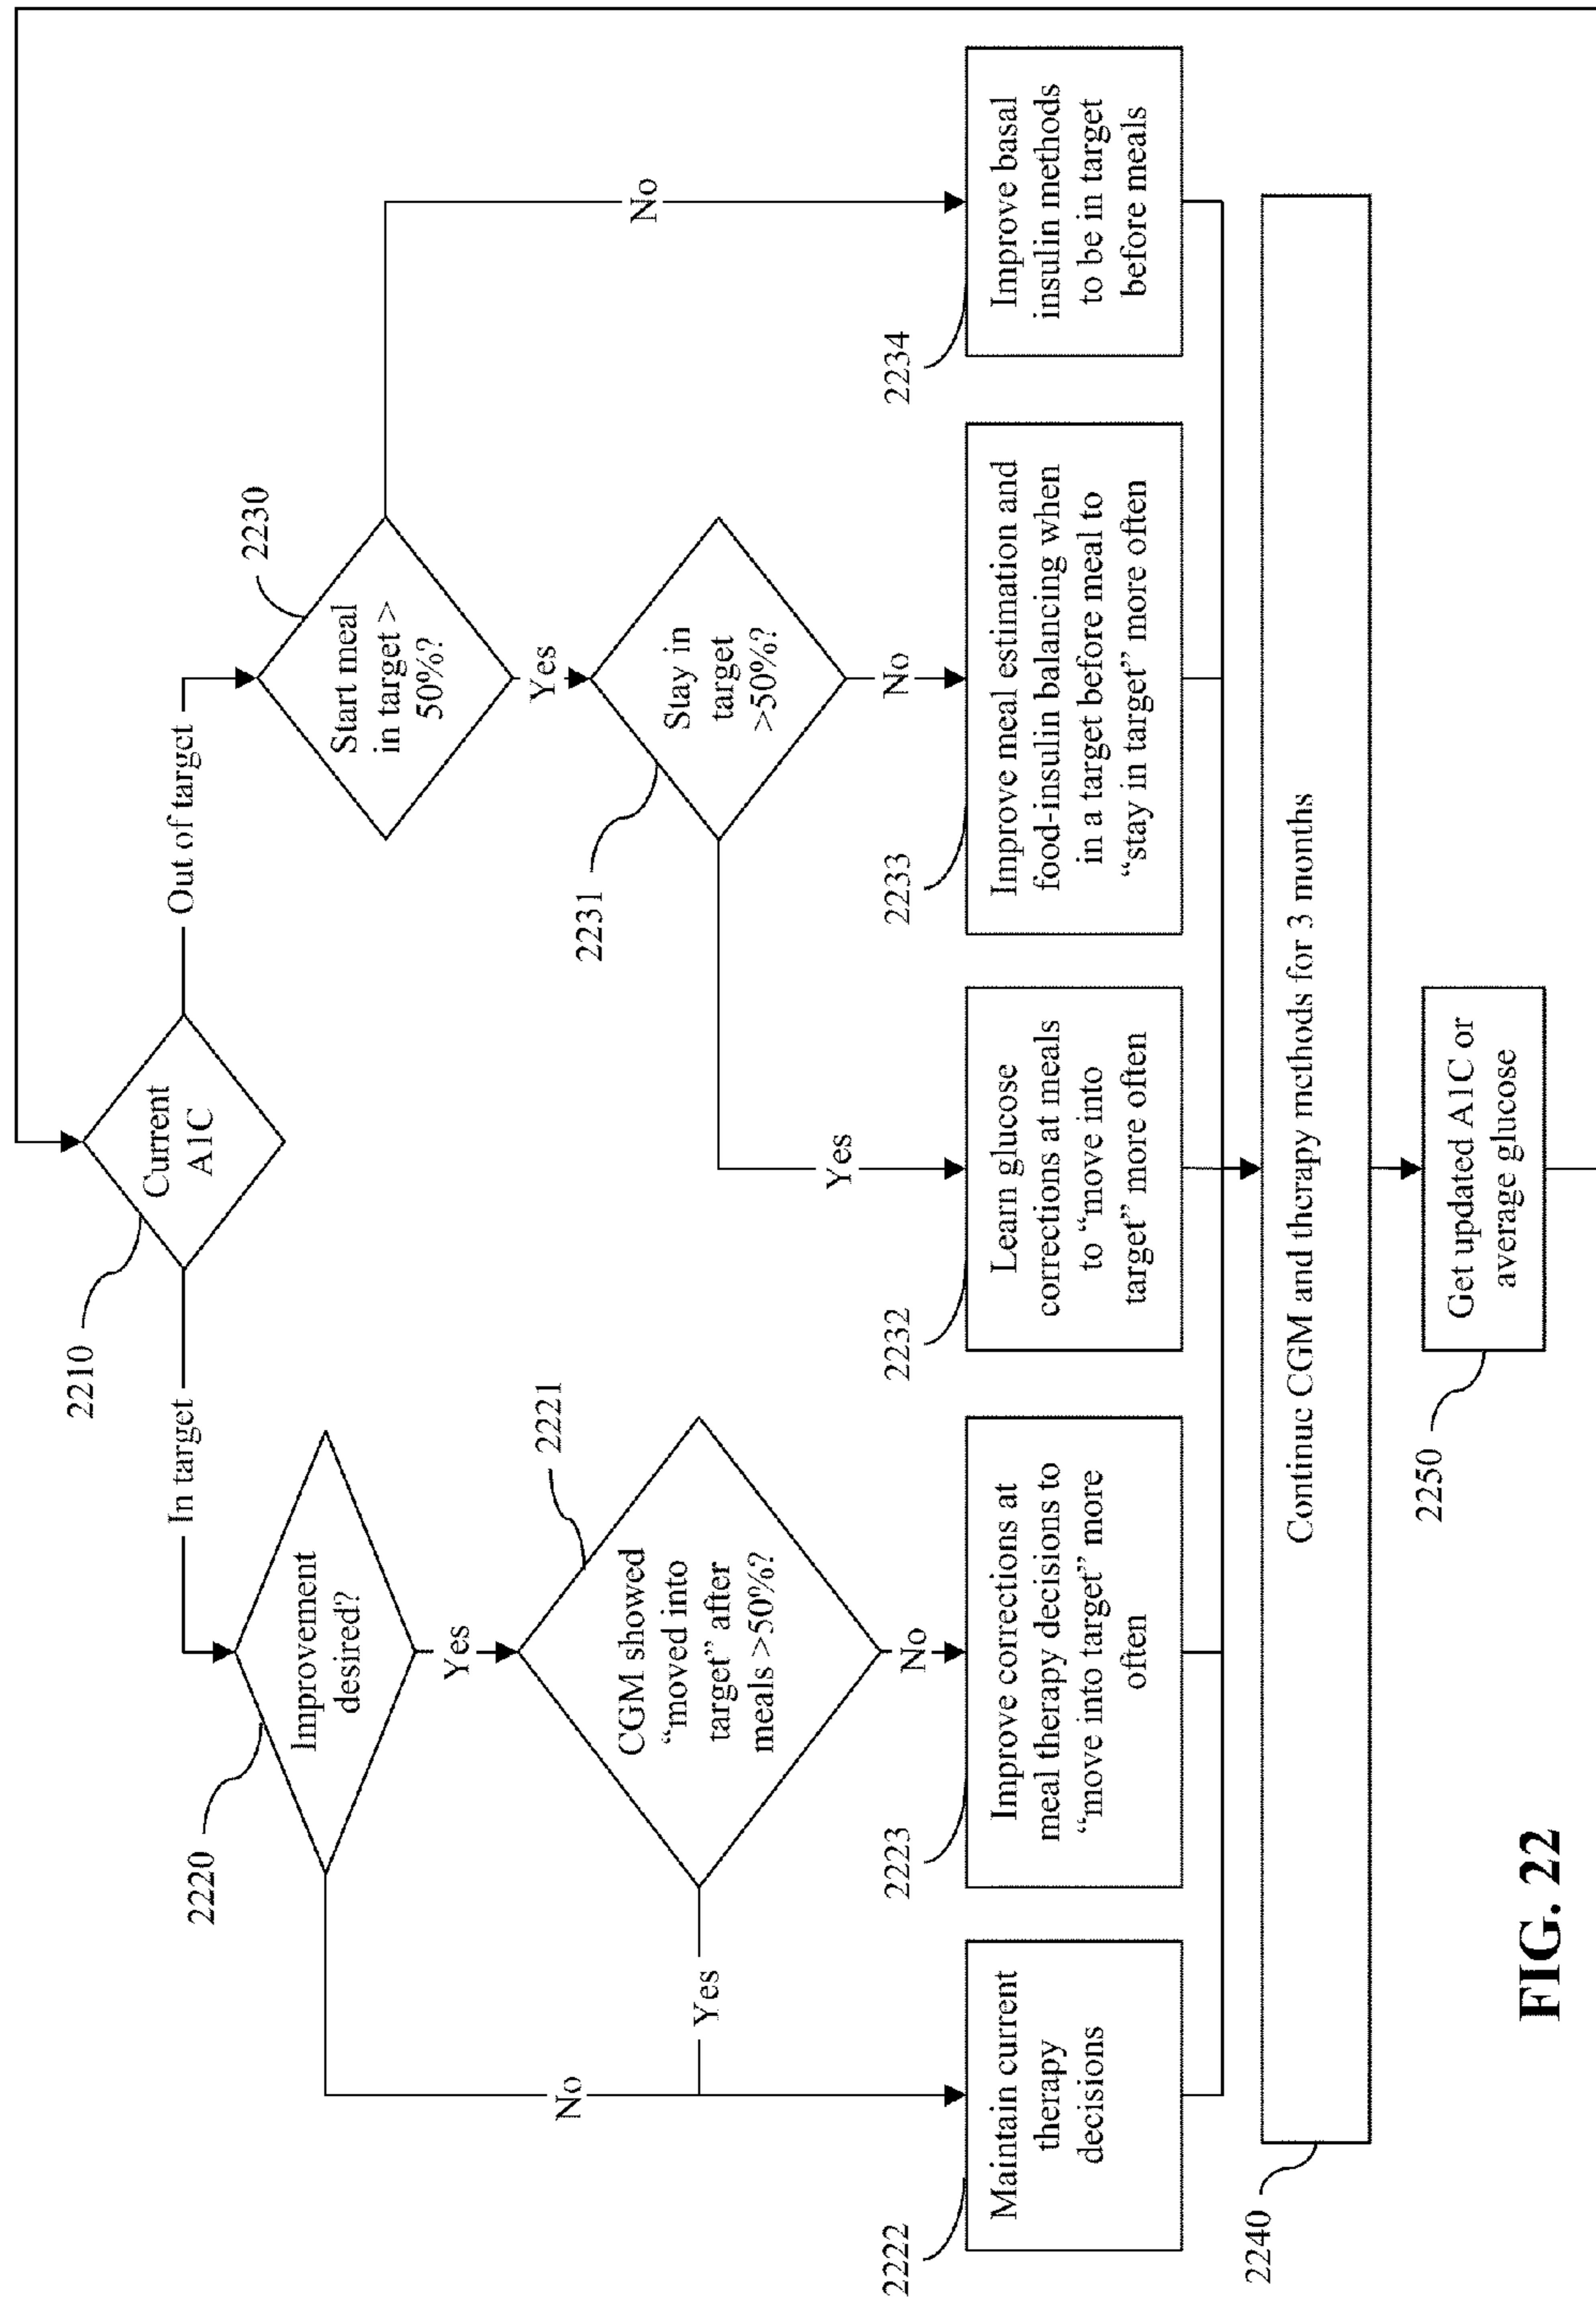 2210
Current
A1C
In target
Out of target
2220
Improvement
desired?
2230
Start meal
in target >
50%?
Yes
No
Yes
No
2221
CGM showed
“moved into
target” after
meals >50%?
2231
Stay in
target
>50%?
Yes
No
Yes
No
2222
Maintain current
therapy
decisions
2223
Improve corrections at
meal therapy decisions to
“move into target” more
often
2232
Learn glucose
corrections at meals
to “move into
target” more often
2233
Improve meal estimation and
food-insulin balancing when
in a target before meal to
“stay in target” more often
2234
Improve basal
insulin methods
to be in target
before meals
2240
Continue CGM and therapy methods for 3 months
2250
Get updated A1C or
average glucose
FIG. 22